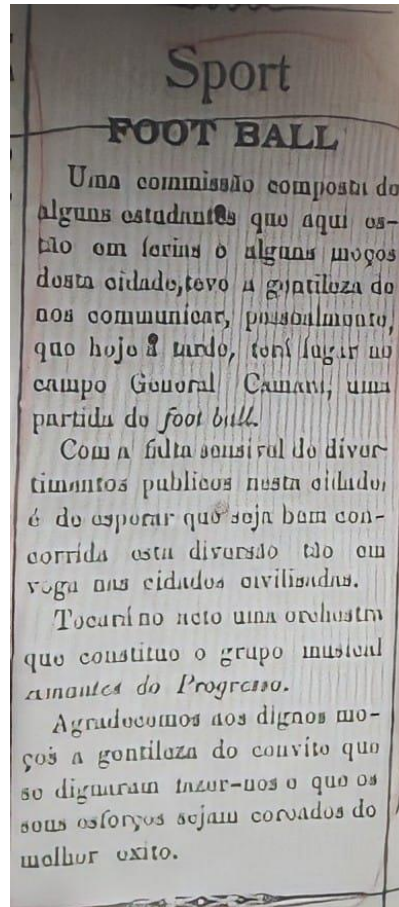 Sport
FOOT BALL
Uma commissão composta de
alguns estudantes que aqui es-
tão em ferias e alguns moços
desta cidade, teve a gentileza de
nos communicar, pessoalmente,
que hoje á tarde, terá lugar no
campo General Camara, uma
partida de foot ball.
Com a falta sensivel de diver-
timentos publicos nesta cidade,
é de esperar que seja bem con-
corrida esta diversão tão em
voga nas cidades civilisadas.
Tocará no acto uma orchestra
que constitue o grupo musical
amantes do Progresso.
Agradecemos aos dignos mo-
ços a gentileza do convite que
se dignaram fazer-nos e que os
seus esforços sejam coroados do
melhor exito.